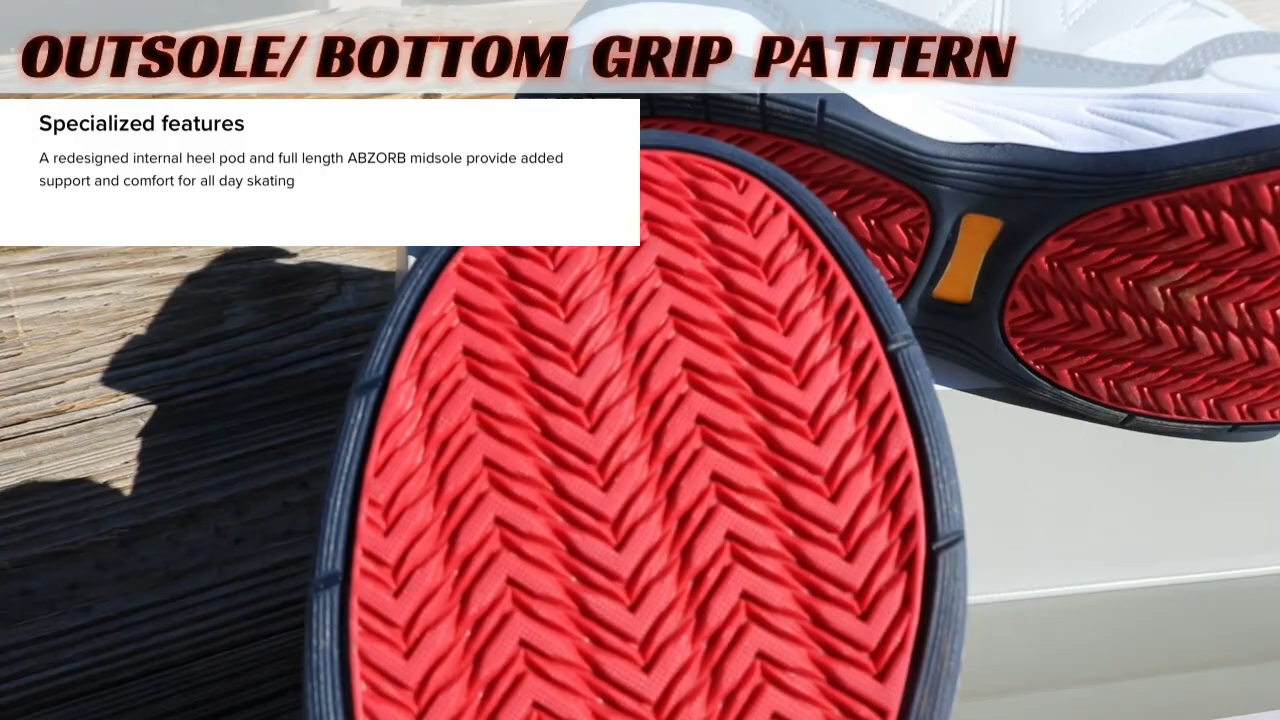 OUTSOLE/ BOTTOM GRIP PATTERN
Specialized features
A redesigned internal heel pod and full length ABZORB midsole provide added
support and comfort for all day skating